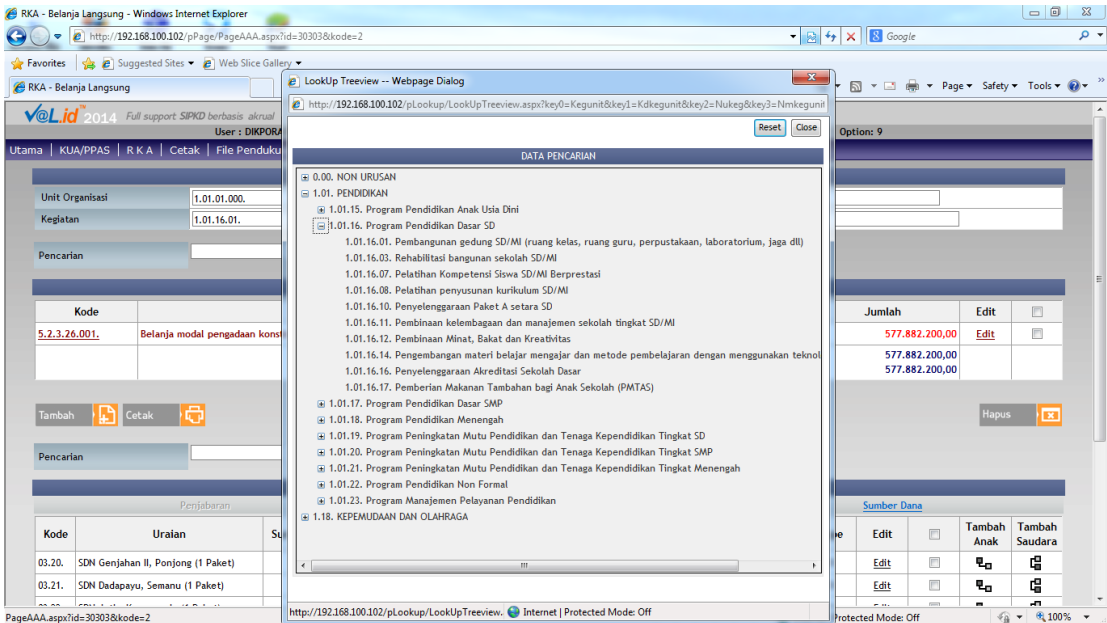 RKA - Belanja Langsung - Windows Internet Explorer
http://192.168.100.102/pPage/PageAAA.aspx?id=30303&kode=2
Google
Favorites Suggested Sites Web Slice Gallery
RKA - Belanja Langsung
Page Safety Tools
LookUp Treeview -- Webpage Dialog
http://192.168.100.102/pLookup/LookUpTreeview.aspx?key0=Kegunit&key1=Kdkegunit&key2=Nukeg&key3=Nmkegunit
V@L.id™ 2014 Full support SIPKD berbasis akrual
User : DIKPORA
Option: 9
Reset Close
Utama | KUA/PPAS | R K A | Cetak | File Penduku
DATA PENCARIAN
0.00. NON URUSAN
1.01. PENDIDIKAN
1.01.15. Program Pendidikan Anak Usia Dini
1.01.16. Program Pendidikan Dasar SD
1.01.16.01. Pembangunan gedung SD/MI (ruang kelas, ruang guru, perpustakaan, laboratorium, jaga dll)
1.01.16.03. Rehabilitasi bangunan sekolah SD/MI
1.01.16.07. Pelatihan Kompetensi Siswa SD/MI Berprestasi
1.01.16.08. Pelatihan penyusunan kurikulum SD/MI
1.01.16.10. Penyelenggaraan Paket A setara SD
1.01.16.11. Pembinaan kelembagaan dan manajemen sekolah tingkat SD/MI
1.01.16.12. Pembinaan Minat, Bakat dan Kreativitas
1.01.16.14. Pengembangan materi belajar mengajar dan metode pembelajaran dengan menggunakan teknol
1.01.16.16. Penyelenggaraan Akreditasi Sekolah Dasar
1.01.16.17. Pemberian Makanan Tambahan bagi Anak Sekolah (PMTAS)
1.01.17. Program Pendidikan Dasar SMP
1.01.18. Program Pendidikan Menengah
1.01.19. Program Peningkatan Mutu Pendidikan dan Tenaga Kependidikan Tingkat SD
1.01.20. Program Peningkatan Mutu Pendidikan dan Tenaga Kependidikan Tingkat SMP
1.01.21. Program Peningkatan Mutu Pendidikan dan Tenaga Kependidikan Tingkat Menengah
1.01.22. Program Pendidikan Non Formal
1.01.23. Program Manajemen Pelayanan Pendidikan
1.18. KEPEMUDAAN DAN OLAHRAGA
http://192.168.100.102/pLookup/LookUpTreeview. Internet | Protected Mode: Off
Unit Organisasi 1.01.01.000.
Kegiatan 1.01.16.01.
Pencarian
Kode Jumlah Edit
5.2.3.26.001. Belanja modal pengadaan konst 577.882.200,00 Edit
577.882.200,00
577.882.200,00
Tambah Cetak Hapus
Pencarian
Penjabaran Sumber Dana
Kode Uraian Su Edit Tambah Anak Tambah Saudara
03.20. SDN Genjahan II, Ponjong (1 Paket) Edit
03.21. SDN Dadapayu, Semanu (1 Paket) Edit
PageAAA.aspx?id=30303&kode=2 Protected Mode: Off 100%